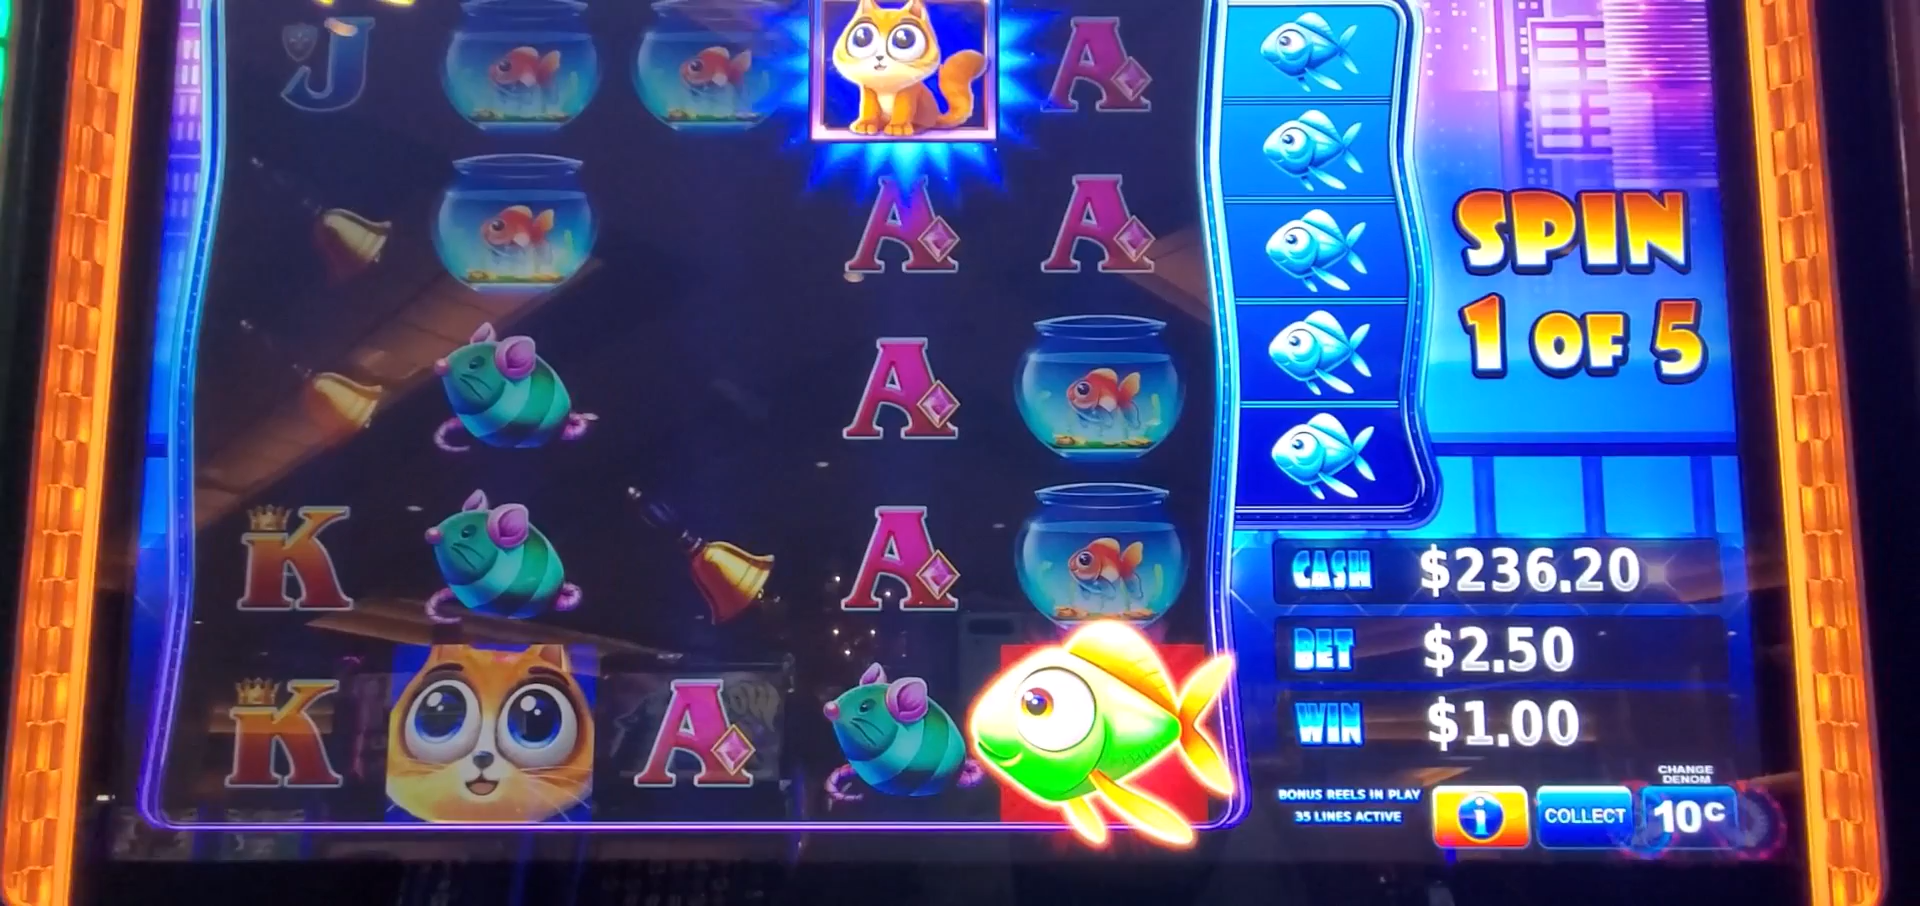 J
A
A A
A
K A
K A
SPIN
1 OF 5
CASH $236.20
BET $2.50
WIN $1.00
CHANGE
DENOM
BONUS REELS IN PLAY
35 LINES ACTIVE
i COLLECT 10¢